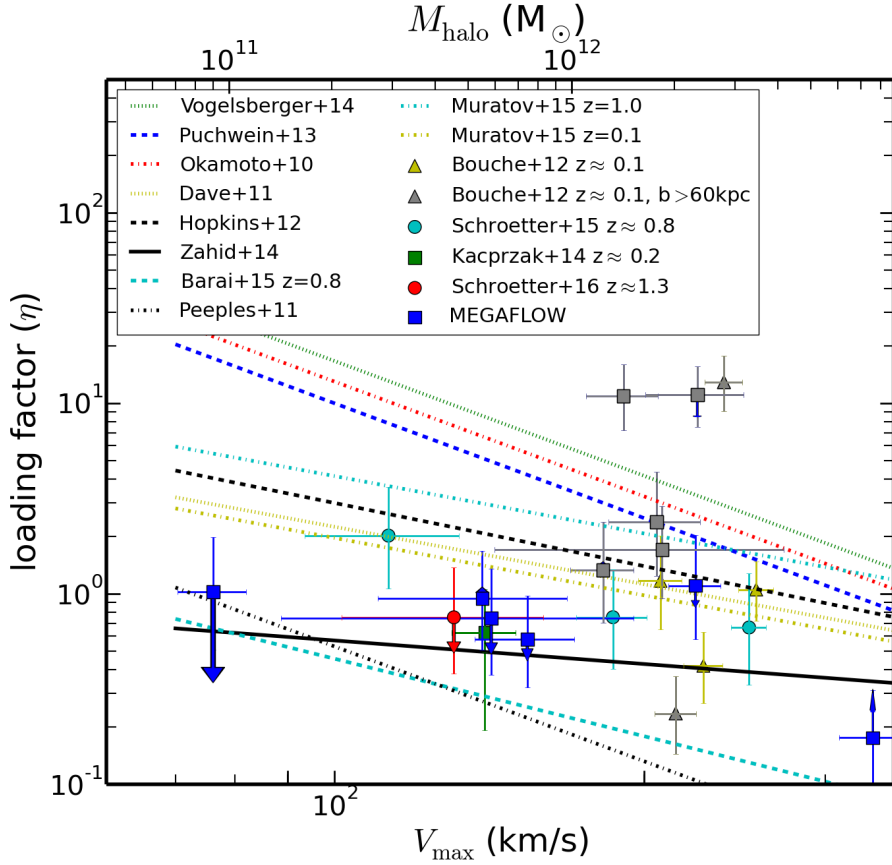 M_halo (M_⊙)
10^11 10^12
Vogelsberger+14
Puchwein+13
Okamoto+10
Dave+11
Hopkins+12
Zahid+14
Barai+15 z=0.8
Peeples+11
Muratov+15 z=1.0
Muratov+15 z=0.1
Bouche+12 z≈ 0.1
Bouche+12 z≈ 0.1, b>60kpc
Schroetter+15 z≈ 0.8
Kacprzak+14 z≈ 0.2
Schroetter+16 z≈1.3
MEGAFLOW
loading factor (η)
10^2
10^1
10^0
10^-1
10^2
V_max (km/s)